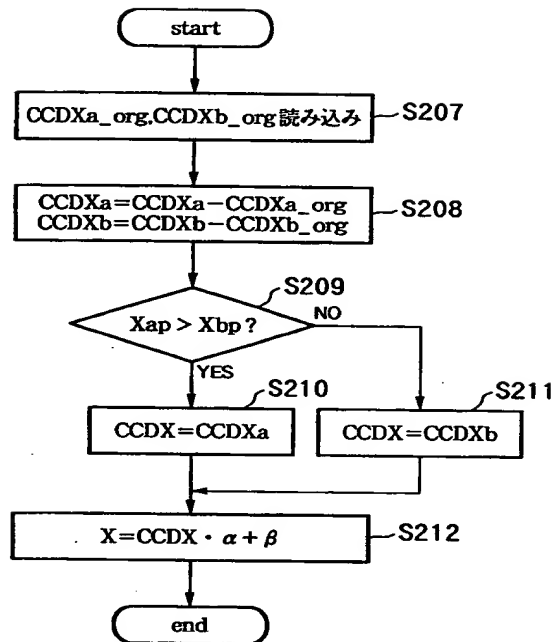 start
CCDXa_org,CCDXb_org読み込み
S207
CCDXa=CCDXa−CCDXa_org
CCDXb=CCDXb−CCDXb_org
S208
S209
Xap > Xbp ?
NO
YES
S210
S211
CCDX=CCDXa
CCDX=CCDXb
X=CCDX・α+β
S212
end